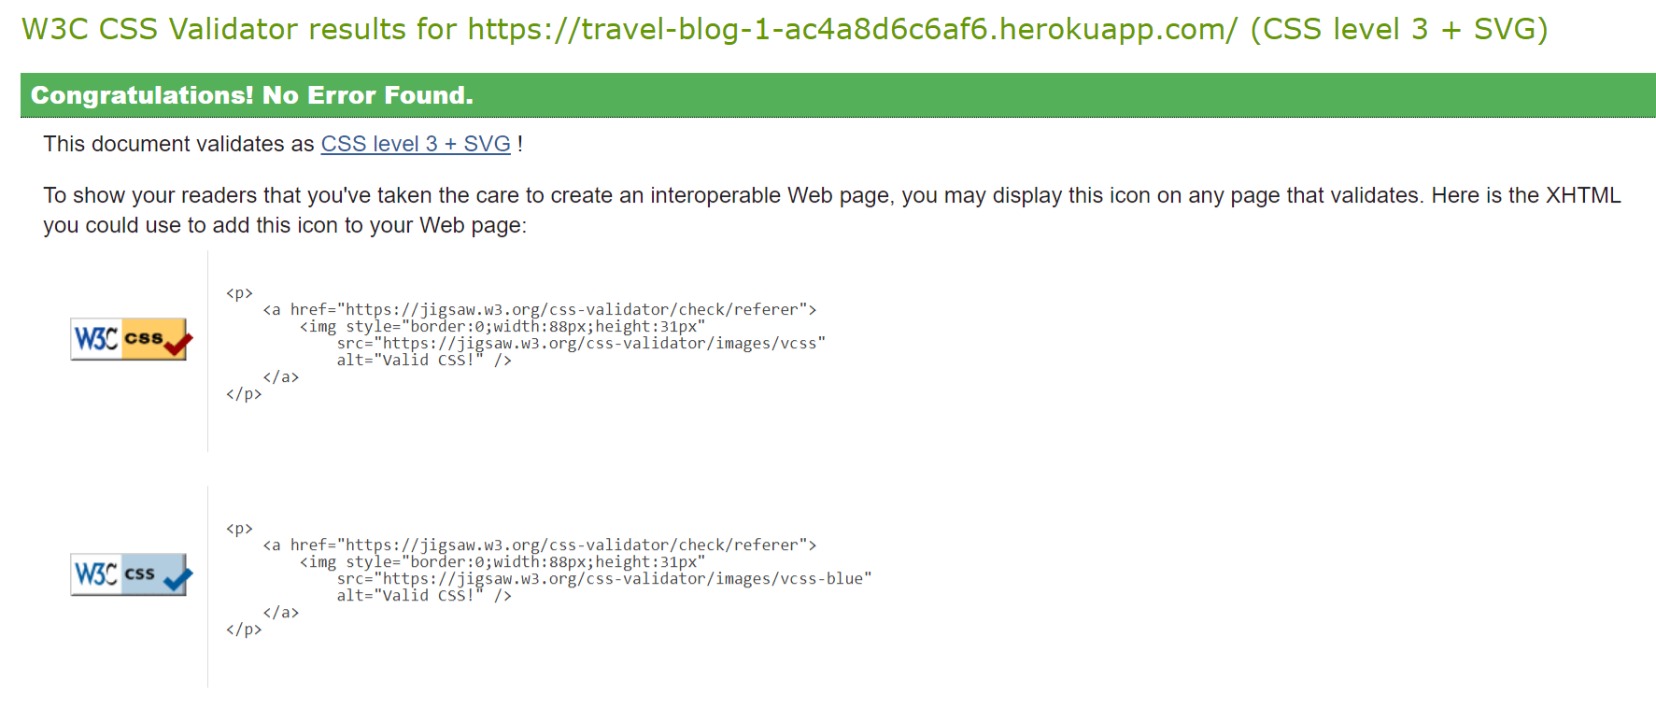 W3C CSS Validator results for https://travel-blog-1-ac4a8d6c6af6.herokuapp.com/ (CSS level 3 + SVG)
Congratulations! No Error Found.
This document validates as CSS level 3 + SVG !
To show your readers that you've taken the care to create an interoperable Web page, you may display this icon on any page that validates. Here is the XHTML
you could use to add this icon to your Web page:
W3C css
<p>
    <a href="https://jigsaw.w3.org/css-validator/check/referer">
        <img style="border:0;width:88px;height:31px"
            src="https://jigsaw.w3.org/css-validator/images/vcss"
            alt="Valid CSS!" />
    </a>
</p>
W3C css
<p>
    <a href="https://jigsaw.w3.org/css-validator/check/referer">
        <img style="border:0;width:88px;height:31px"
            src="https://jigsaw.w3.org/css-validator/images/vcss-blue"
            alt="Valid CSS!" />
    </a>
</p>